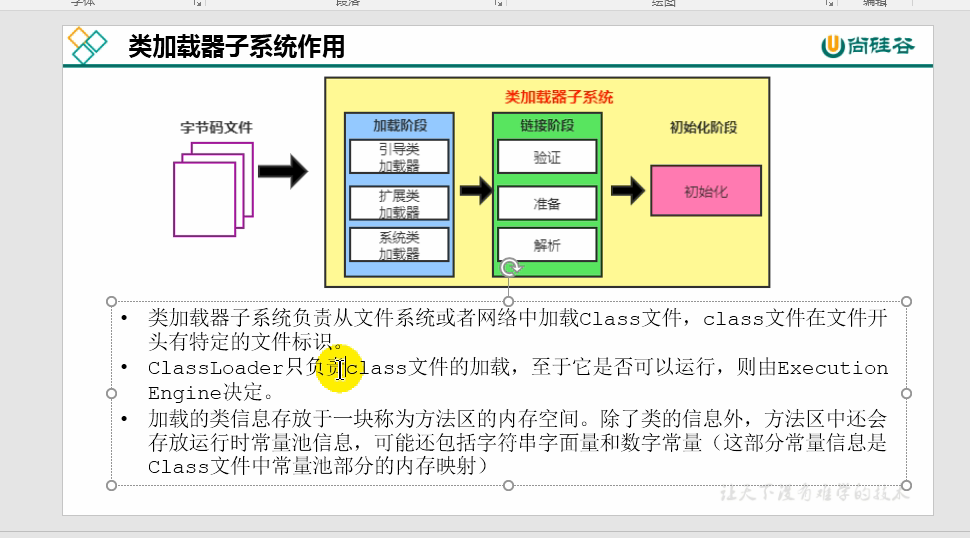 字体
段落
绘图
编辑
类加载器子系统作用
尚硅谷
类加载器子系统
字节码文件
加载阶段
链接阶段
初始化阶段
引导类
加载器
验证
扩展类
加载器
准备
初始化
系统类
加载器
解析
• 类加载器子系统负责从文件系统或者网络中加载Class文件，class文件在文件开
头有特定的文件标识。
• ClassLoader只负责class文件的加载，至于它是否可以运行，则由Execution
Engine决定。
• 加载的类信息存放于一块称为方法区的内存空间。除了类的信息外，方法区中还会
存放运行时常量池信息，可能还包括字符串字面量和数字常量（这部分常量信息是
Class文件中常量池部分的内存映射）
让天下没有难学的技术